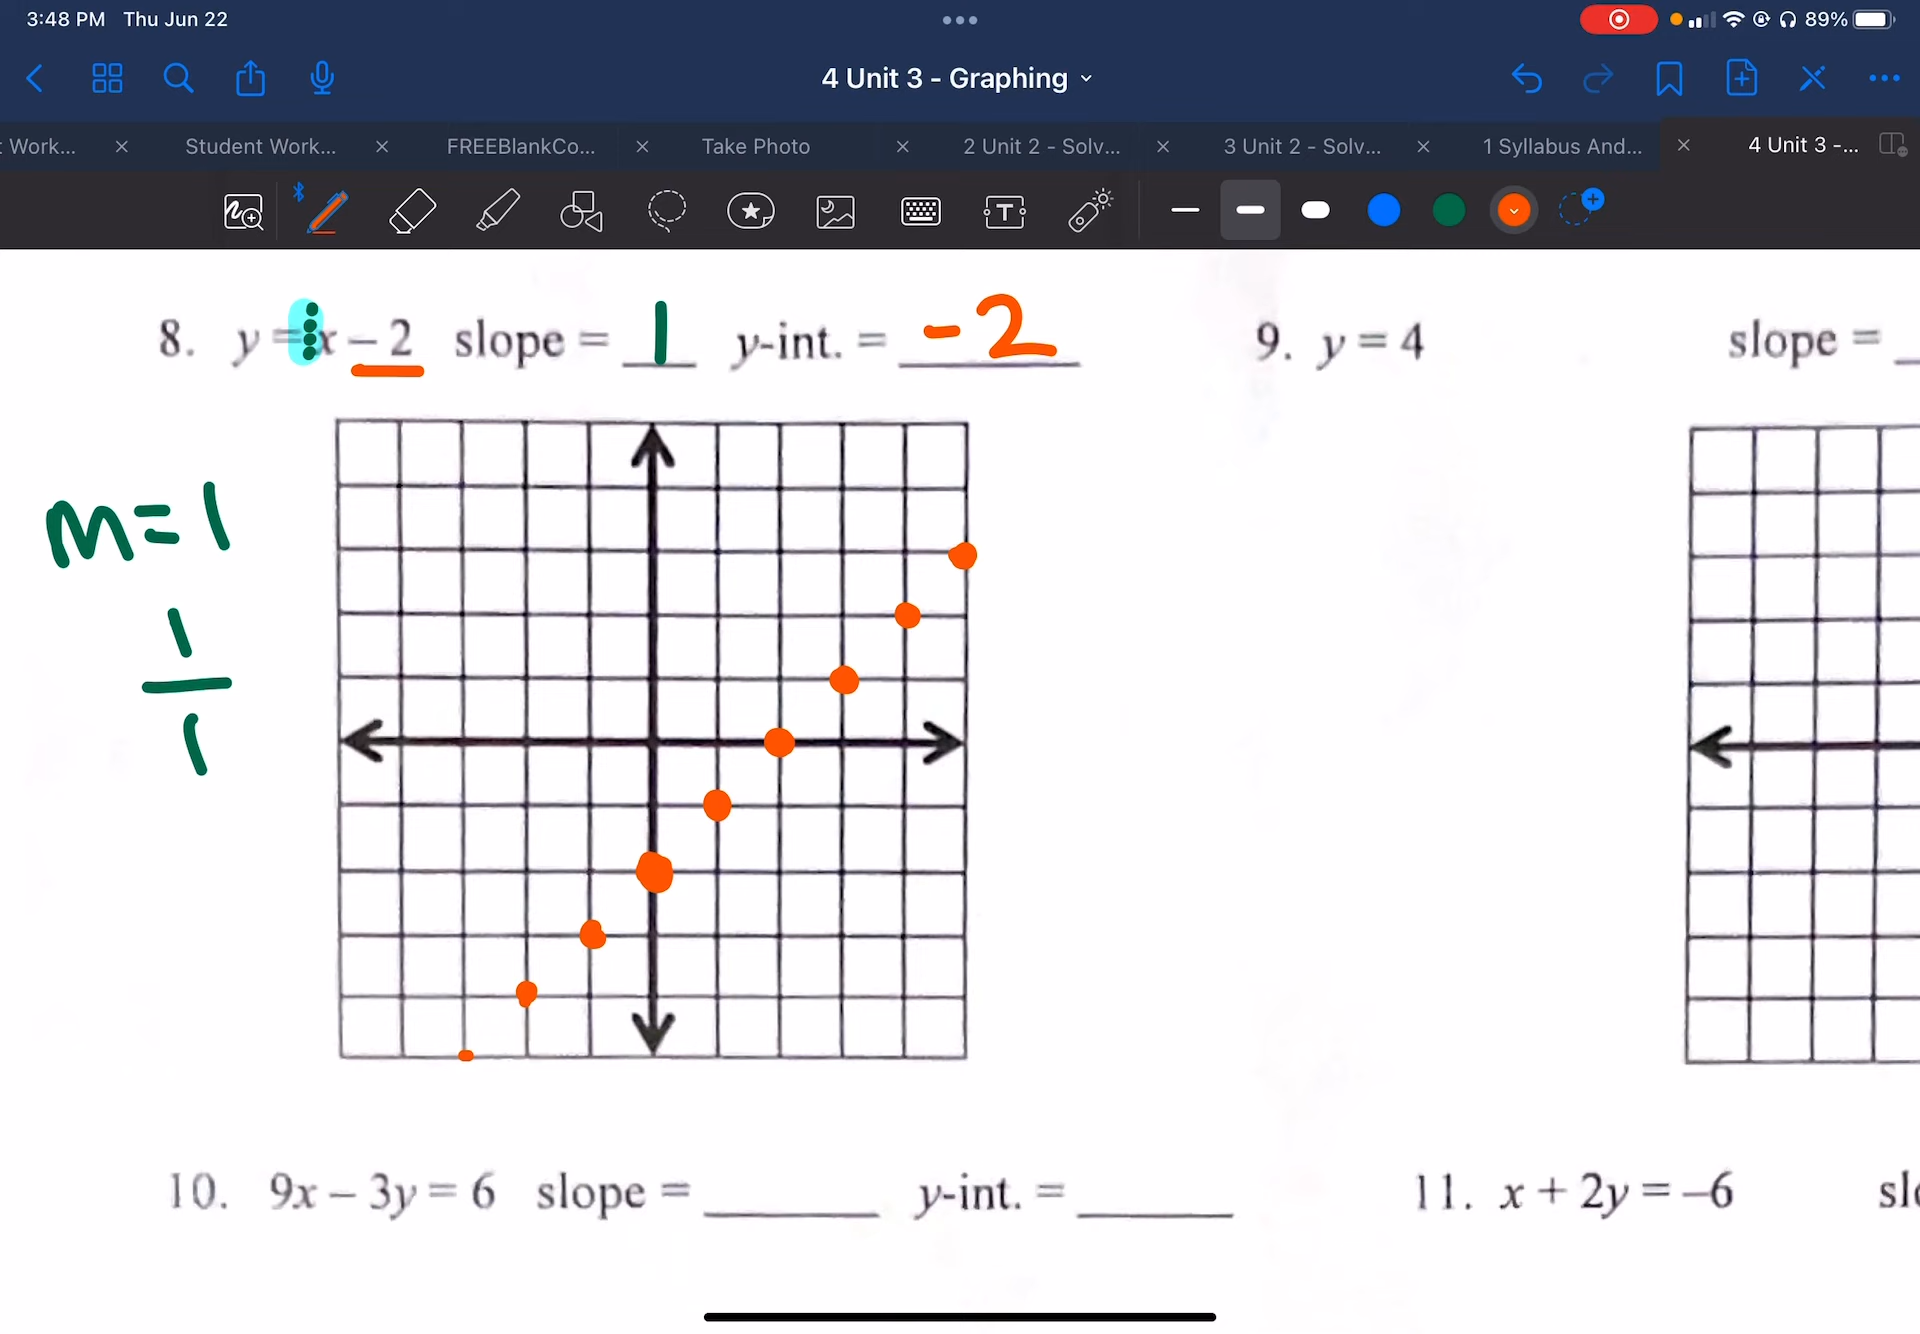 3:48 PM Thu Jun 22
89%
4 Unit 3 - Graphing
Work...
Student Work...
FREEBlankCo...
Take Photo
2 Unit 2 - Solv...
3 Unit 2 - Solv...
1 Syllabus And...
4 Unit 3 -...
T
8. y = x – 2 slope = 1 y-int. = -2
9. y = 4 slope =
m = 1
1
1
10. 9x – 3y = 6 slope = ______ y-int. = ______
11. x + 2y = –6